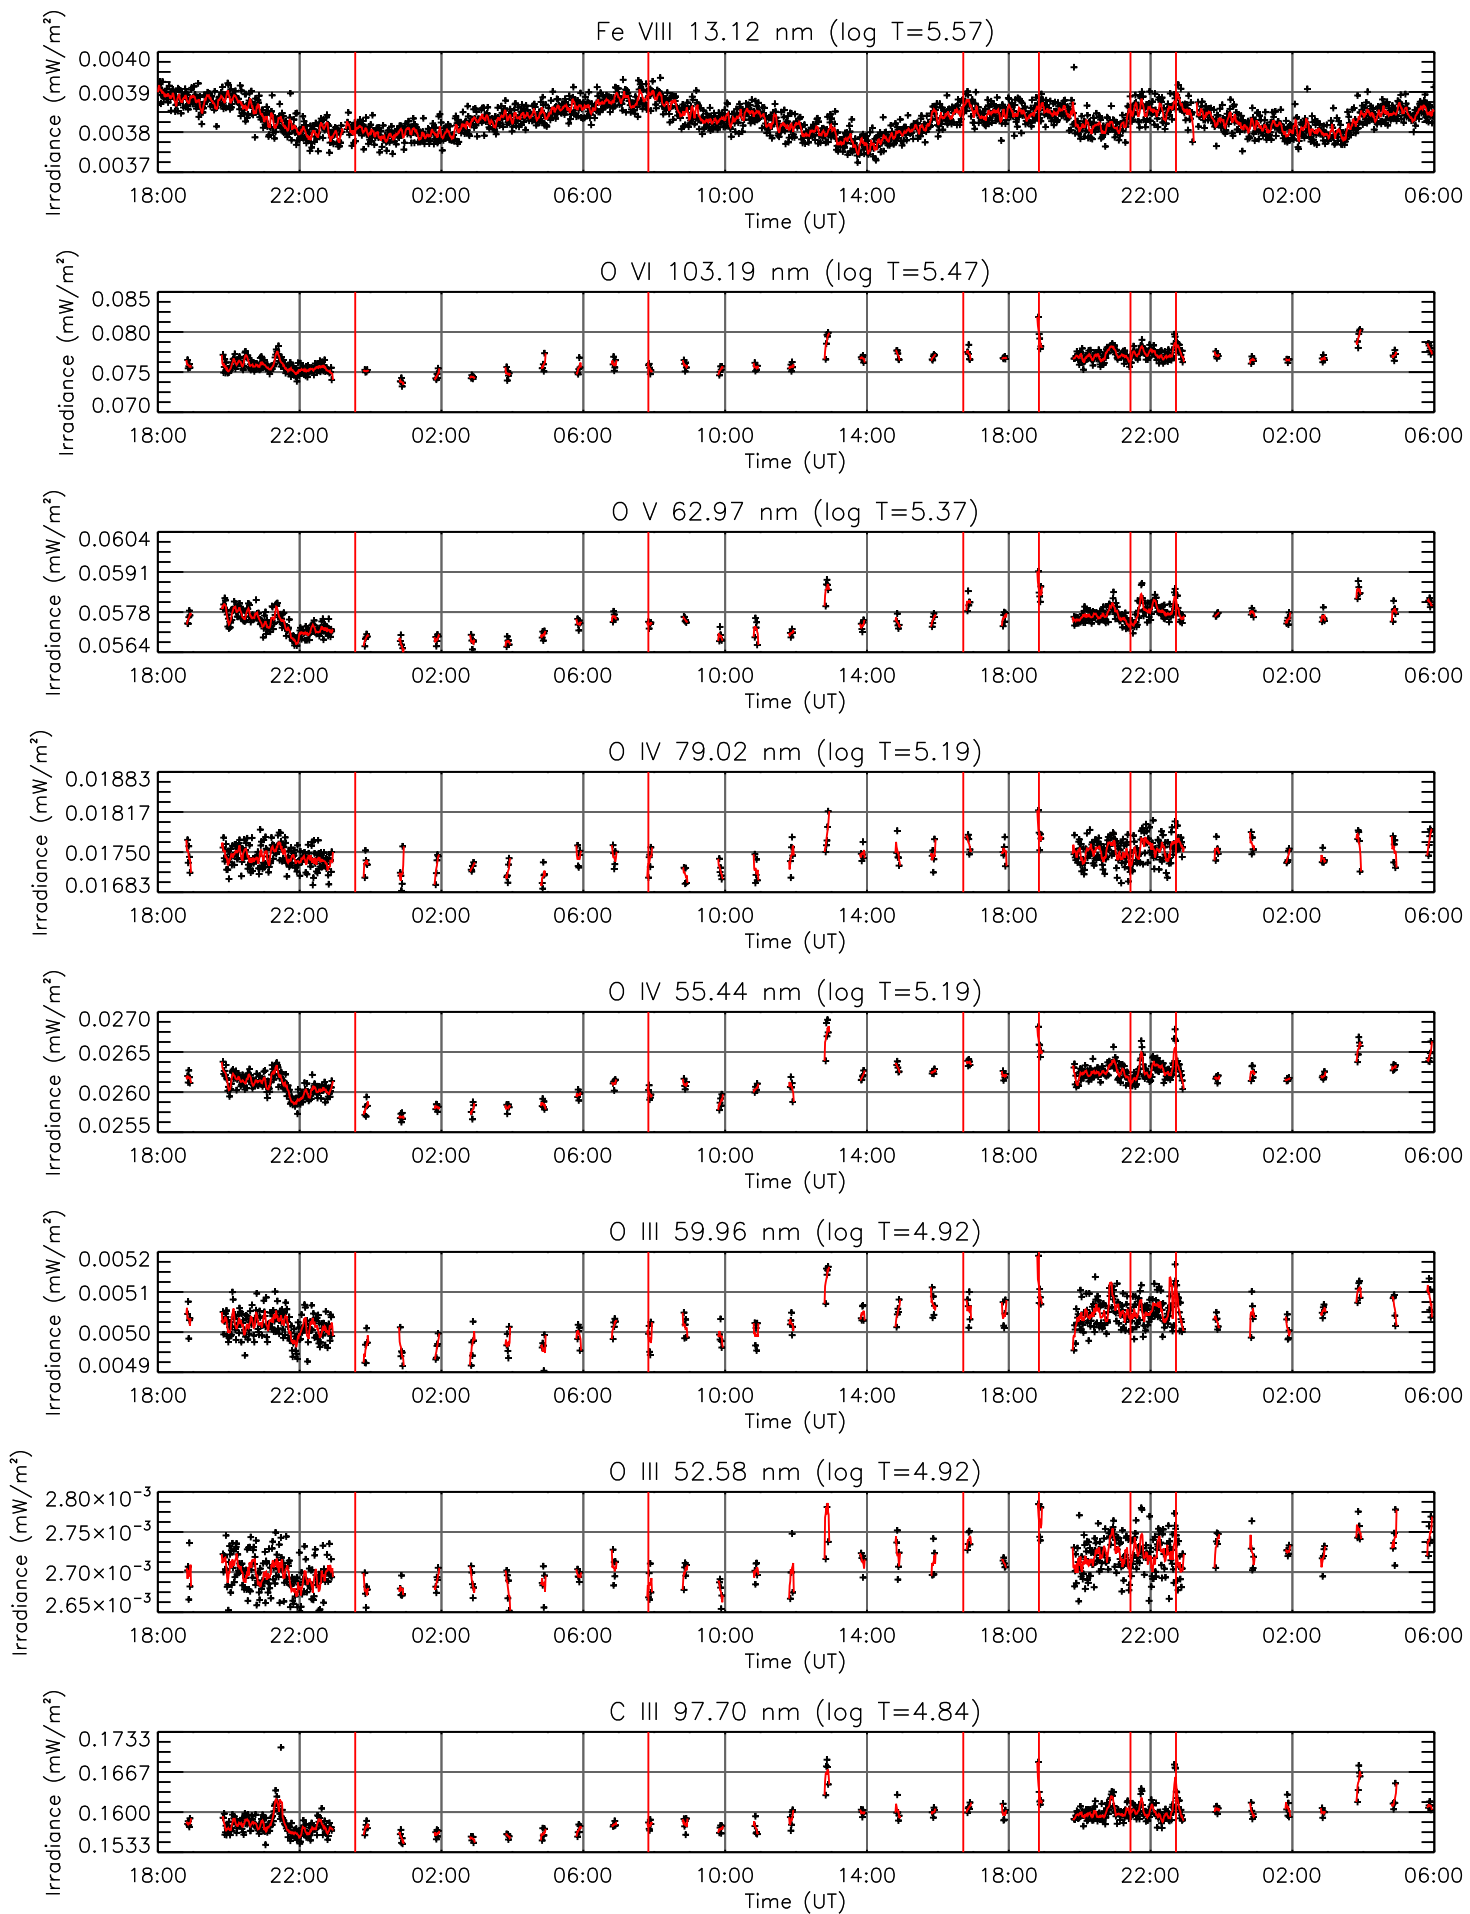 Fe VIII 13.12 nm (log T=5.57)
Irradiance (mW/m²)
0.0040
0.0039
0.0038
0.0037
18:00 22:00 02:00 06:00 10:00 14:00 18:00 22:00 02:00 06:00
Time (UT)
O VI 103.19 nm (log T=5.47)
Irradiance (mW/m²)
0.085
0.080
0.075
0.070
18:00 22:00 02:00 06:00 10:00 14:00 18:00 22:00 02:00 06:00
Time (UT)
O V 62.97 nm (log T=5.37)
Irradiance (mW/m²)
0.0604
0.0591
0.0578
0.0564
18:00 22:00 02:00 06:00 10:00 14:00 18:00 22:00 02:00 06:00
Time (UT)
O IV 79.02 nm (log T=5.19)
Irradiance (mW/m²)
0.01883
0.01817
0.01750
0.01683
18:00 22:00 02:00 06:00 10:00 14:00 18:00 22:00 02:00 06:00
Time (UT)
O IV 55.44 nm (log T=5.19)
Irradiance (mW/m²)
0.0270
0.0265
0.0260
0.0255
18:00 22:00 02:00 06:00 10:00 14:00 18:00 22:00 02:00 06:00
Time (UT)
O III 59.96 nm (log T=4.92)
Irradiance (mW/m²)
0.0052
0.0051
0.0050
0.0049
18:00 22:00 02:00 06:00 10:00 14:00 18:00 22:00 02:00 06:00
Time (UT)
O III 52.58 nm (log T=4.92)
Irradiance (mW/m²)
2.80×10⁻³
2.75×10⁻³
2.70×10⁻³
2.65×10⁻³
18:00 22:00 02:00 06:00 10:00 14:00 18:00 22:00 02:00 06:00
Time (UT)
C III 97.70 nm (log T=4.84)
Irradiance (mW/m²)
0.1733
0.1667
0.1600
0.1533
18:00 22:00 02:00 06:00 10:00 14:00 18:00 22:00 02:00 06:00
Time (UT)